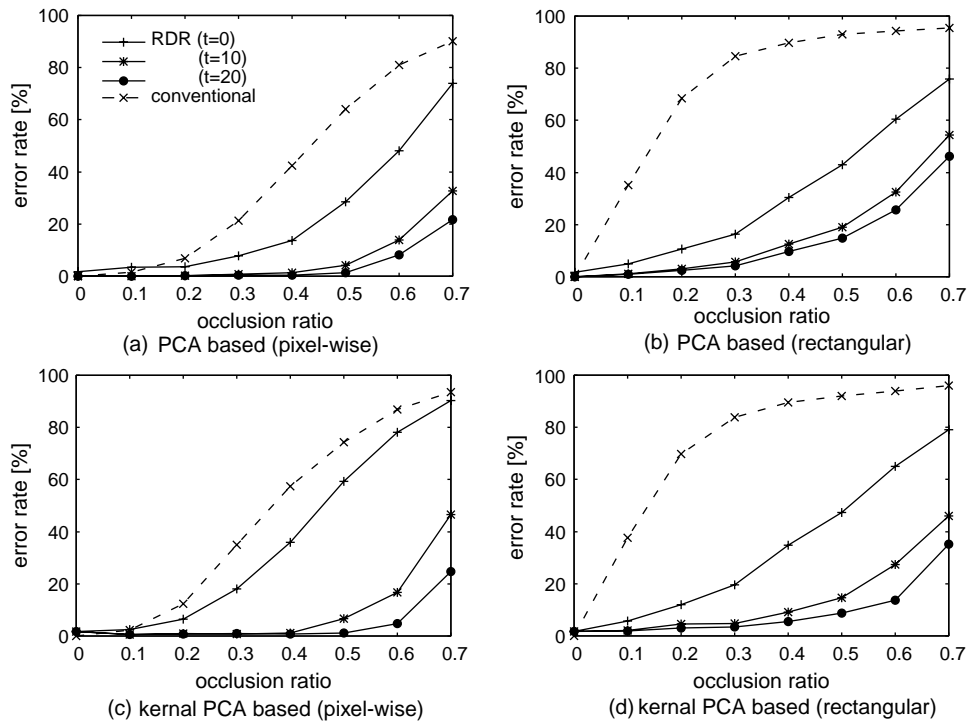 100
80
60
40
20
0
error rate [%]
RDR (t=0)
(t=10)
(t=20)
conventional
0 0.1 0.2 0.3 0.4 0.5 0.6 0.7
occlusion ratio
(a) PCA based (pixel-wise)
100
80
60
40
20
0
error rate [%]
0 0.1 0.2 0.3 0.4 0.5 0.6 0.7
occlusion ratio
(b) PCA based (rectangular)
100
80
60
40
20
0
error rate [%]
0 0.1 0.2 0.3 0.4 0.5 0.6 0.7
occlusion ratio
(c) kernal PCA based (pixel-wise)
100
80
60
40
20
0
error rate [%]
0 0.1 0.2 0.3 0.4 0.5 0.6 0.7
occlusion ratio
(d) kernal PCA based (rectangular)